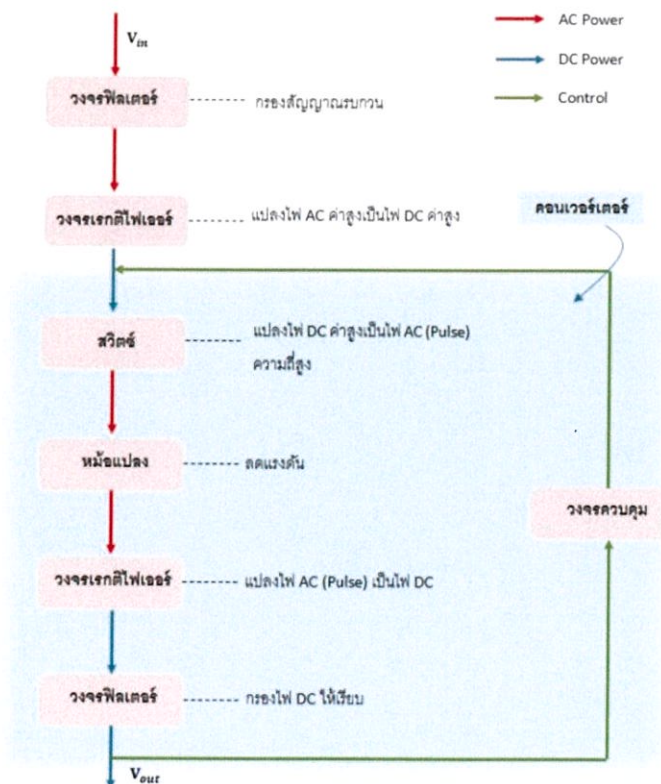 V_in
AC Power
DC Power
Control
วงจรฟิลเตอร์
กรองสัญญาณรบกวน
วงจรเรกติไฟเออร์
แปลงไฟ AC ค่าสูงเป็นไฟ DC ค่าสูง
คอนเวอร์เตอร์
สวิตซ์
แปลงไฟ DC ค่าสูงเป็นไฟ AC (Pulse)
ความถี่สูง
หม้อแปลง
ลดแรงดัน
วงจรควบคุม
วงจรเรกติไฟเออร์
แปลงไฟ AC (Pulse) เป็นไฟ DC
วงจรฟิลเตอร์
กรองไฟ DC ให้เรียบ
V_out